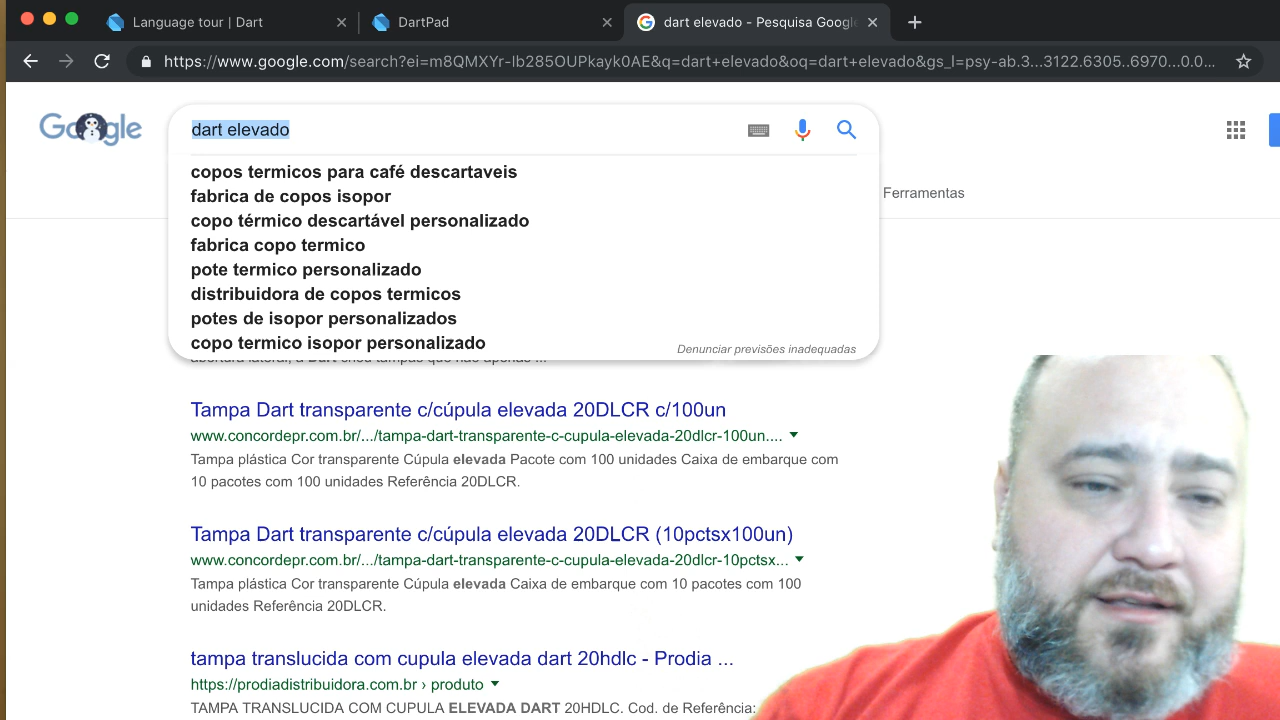 Language tour | Dart
DartPad
dart elevado - Pesquisa Google
https://www.google.com/search?ei=m8QMXYr-Ib285OUPkayk0AE&q=dart+elevado&oq=dart+elevado&gs_l=psy-ab.3...3122.6305..6970...0.0...
Google
dart elevado
copos termicos para café descartaveis
fabrica de copos isopor
Ferramentas
copo térmico descartável personalizado
fabrica copo termico
pote termico personalizado
distribuidora de copos termicos
potes de isopor personalizados
copo termico isopor personalizado
Denunciar previsões inadequadas
Tampa Dart transparente c/cúpula elevada 20DLCR c/100un
www.concordepr.com.br/.../tampa-dart-transparente-c-cupula-elevada-20dlcr-100un....
Tampa plástica Cor transparente Cúpula elevada Pacote com 100 unidades Caixa de embarque com
10 pacotes com 100 unidades Referência 20DLCR.
Tampa Dart transparente c/cúpula elevada 20DLCR (10pctsx100un)
www.concordepr.com.br/.../tampa-dart-transparente-c-cupula-elevada-20dlcr-10pctsx...
Tampa plástica Cor transparente Cúpula elevada Caixa de embarque com 10 pacotes com 100
unidades Referência 20DLCR.
tampa translucida com cupula elevada dart 20hdlc - Prodia ...
https://prodiadistribuidora.com.br › produto
TAMPA TRANSLUCIDA COM CUPULA ELEVADA DART 20HDLC. Cod. de Referência: